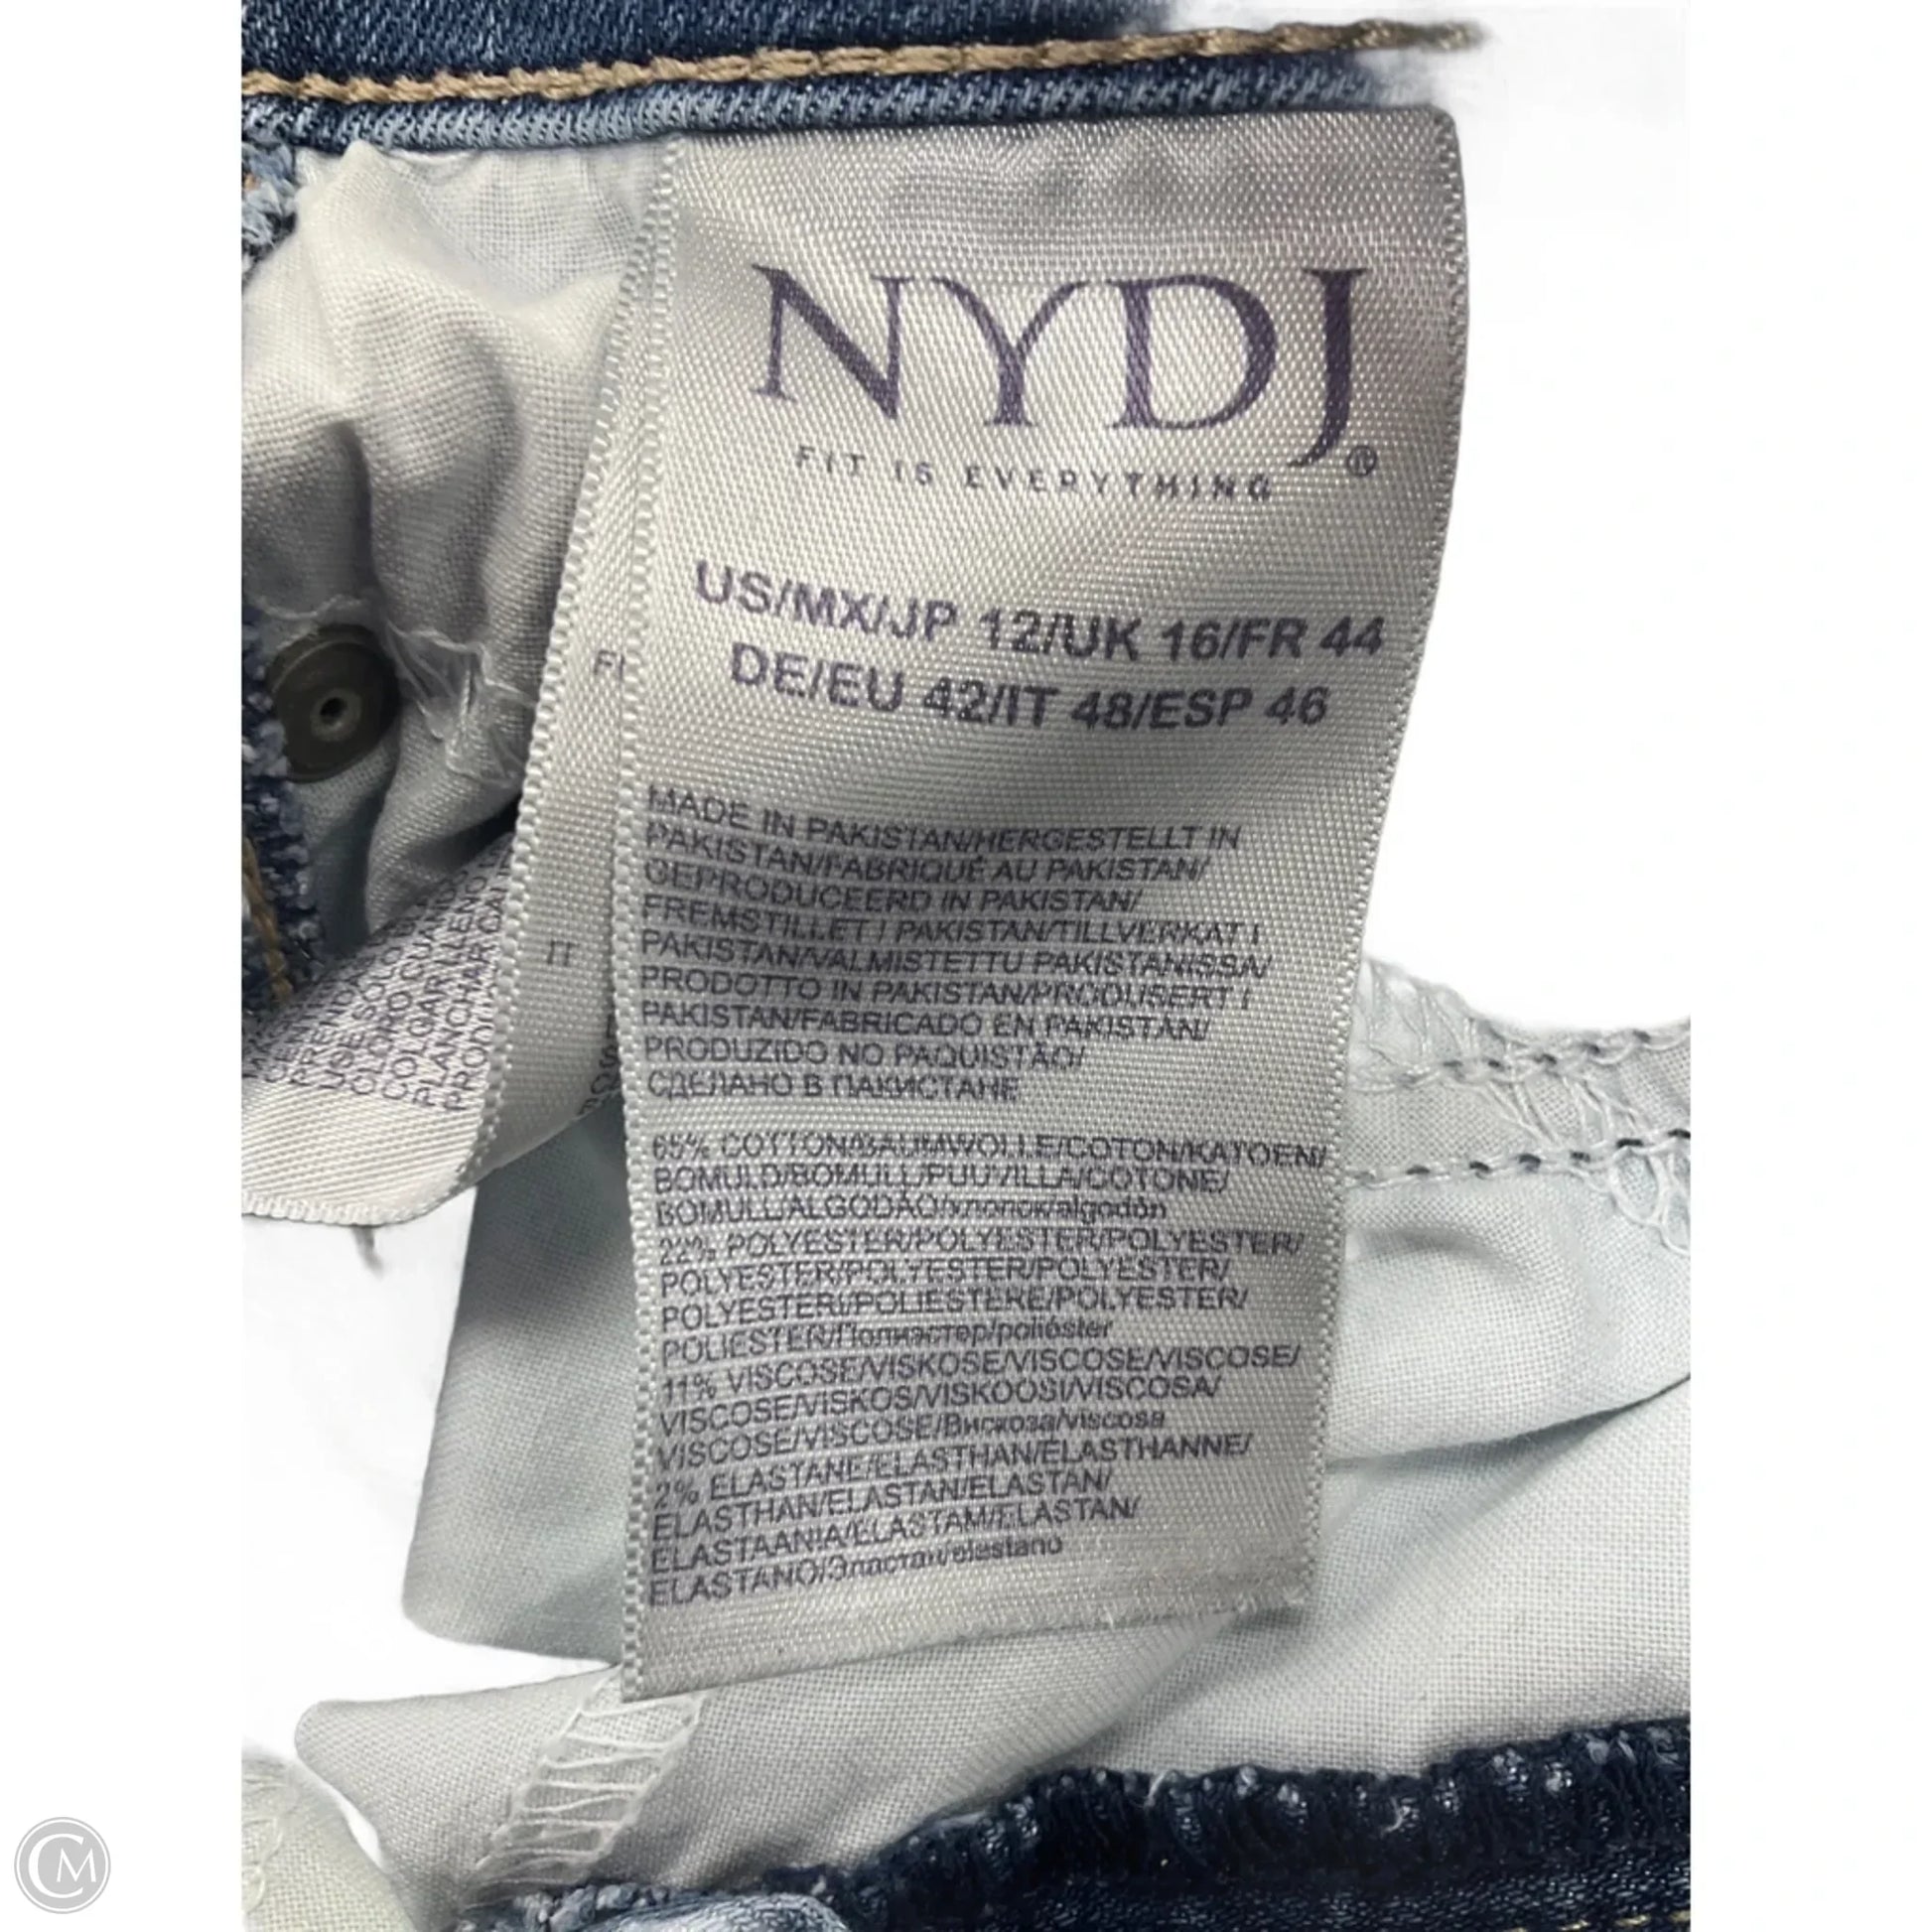 NYDJ®
FIT IS EVERYTHING
US/MX/JP 12/UK 16/FR 44
DE/EU 42/IT 48/ESP 46
MADE IN PAKISTAN/HERGESTELLT IN
PAKISTAN/FABRIQUÉ AU PAKISTAN/
GEPRODUCEERD IN PAKISTAN/
FREMSTILLET I PAKISTAN/TILLVERKAT I
PAKISTAN/VALMISTETTU PAKISTANISSA/
PRODOTTO IN PAKISTAN/PRODUSERT I
PAKISTAN/FABRICADO EN PAKISTÁN/
PRODUZIDO NO PAQUISTÃO/
СДЕЛАНО В ПАКИСТАНЕ
65% COTTON/BAUMWOLLE/COTON/KATOEN/
BOMULD/BOMULL/PUUVILLA/COTONE/
BOMULL/ALGODÃO/хлопок/algodón
22% POLYESTER/POLYESTER/POLYESTER/
POLYESTER/POLYESTER/POLYESTER/
POLYESTERI/POLIESTERE/POLYESTER/
POLIESTER/Полиэстер/poliéster
11% VISCOSE/VISKOSE/VISCOSE/VISCOSE/
VISCOSE/VISKOS/VISKOOSI/VISCOSA/
VISCOSE/VISCOSE/Вискоза/viscosa
2% ELASTANE/ELASTHAN/ÉLASTHANNE/
ELASTHAN/ELASTAN/ELASTAN/
ELASTAANIA/ELASTAM/ELASTAN/
ELASTANO/Эластан/elastano
FI
IT
CM